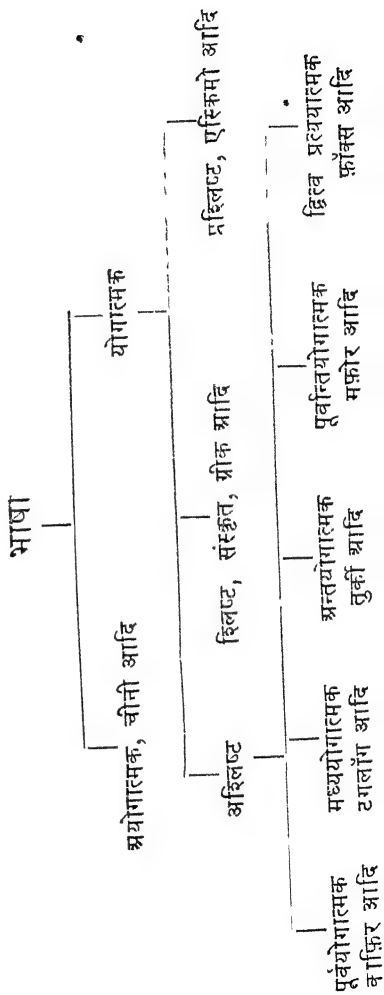 भाषा
अयोगात्मक, चीनी आदि
योगात्मक
अश्लिष्ट
श्लिष्ट, संस्कृत, ग्रीक आदि
प्रश्लिष्ट, एस्किमो आदि
पूर्वयोगात्मक
काफ़िर आदि
मध्ययोगात्मक
टगलॉग आदि
अन्तयोगात्मक
तुर्की आदि
पूर्वान्तयोगात्मक
मफ़ोर आदि
द्वित्व प्रत्ययात्मक
फ़ॉक्स आदि